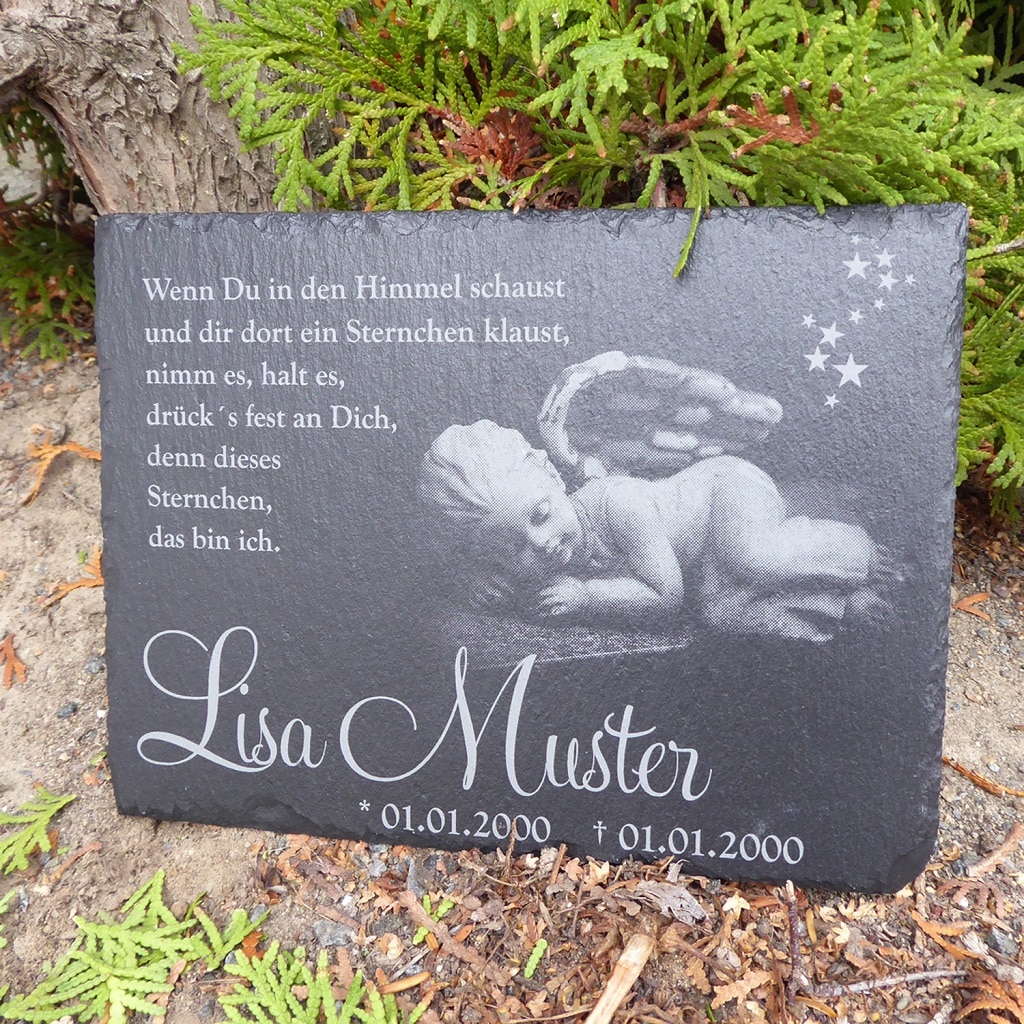 Wenn Du in den Himmel schaust
und dir dort ein Sternchen klaust,
nimm es, halt es,
drück´s fest an Dich,
denn dieses
Sternchen,
das bin ich.
Lisa Muster
* 01.01.2000 † 01.01.2000